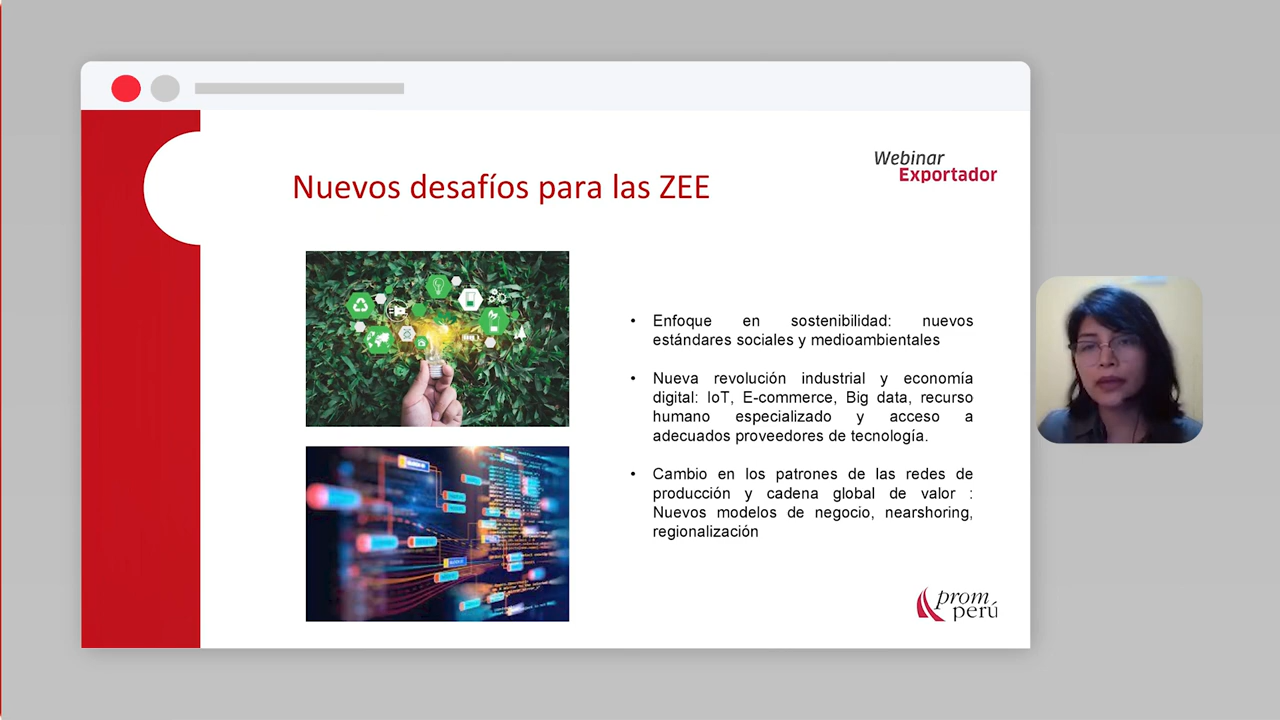 Webinar
Exportador
Nuevos desafíos para las ZEE
• Enfoque en sostenibilidad: nuevos
estándares sociales y medioambientales
• Nueva revolución industrial y economía
digital: IoT, E-commerce, Big data, recurso
humano especializado y acceso a
adecuados proveedores de tecnología.
• Cambio en los patrones de las redes de
producción y cadena global de valor :
Nuevos modelos de negocio, nearshoring,
regionalización
prom
perú